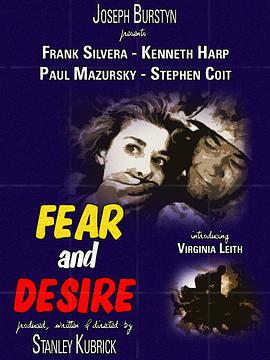 JOSEPH BURSTYN
presents
FRANK SILVERA - KENNETH HARP
PAUL MAZURSKY - STEPHEN COIT
FEAR
and
DESIRE
introducing
VIRGINIA LEITH
produced, written & directed by
STANLEY KUBRICK